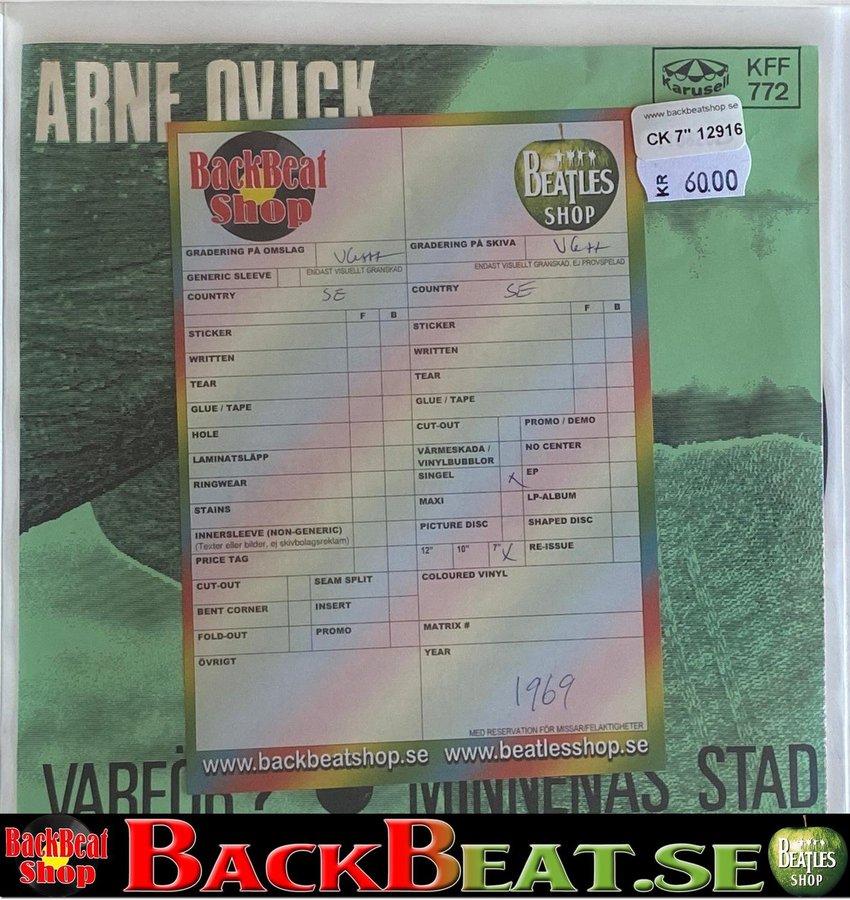 ARNE QVICK
Karusell
KFF
772
www.backbeatshop.se
CK 7" 12916
KR 60.00
BackBeat
Shop
BEATLES
SHOP
GRADERING PÅ OMSLAG VG++
ENDAST VISUELLT GRANSKAD
GENERIC SLEEVE
COUNTRY SE
F B
STICKER
WRITTEN
TEAR
GLUE / TAPE
HOLE
LAMINATSLÄPP
RINGWEAR
STAINS
INNERSLEEVE (NON-GENERIC)
(Texter eller bilder, ej skivbolagsreklam)
PRICE TAG
CUT-OUT SEAM SPLIT
BENT CORNER INSERT
FOLD-OUT PROMO
ÖVRIGT
GRADERING PÅ SKIVA VG++
ENDAST VISUELLT GRANSKAD, EJ PROVSPELAD
COUNTRY SE
F B
STICKER
WRITTEN
TEAR
GLUE / TAPE
CUT-OUT PROMO / DEMO
VÄRMESKADA /
VINYLBUBBLOR NO CENTER
SINGEL X EP
MAXI LP-ALBUM
PICTURE DISC SHAPED DISC
12" 10" 7" X RE-ISSUE
COLOURED VINYL
MATRIX #
YEAR
1969
MED RESERVATION FÖR MISSAR/FELAKTIGHETER
www.backbeatshop.se www.beatlesshop.se
VARFÖR? ● MINNENAS STAD
BackBeat
Shop
BACKBEAT.SE
BEATLES
SHOP